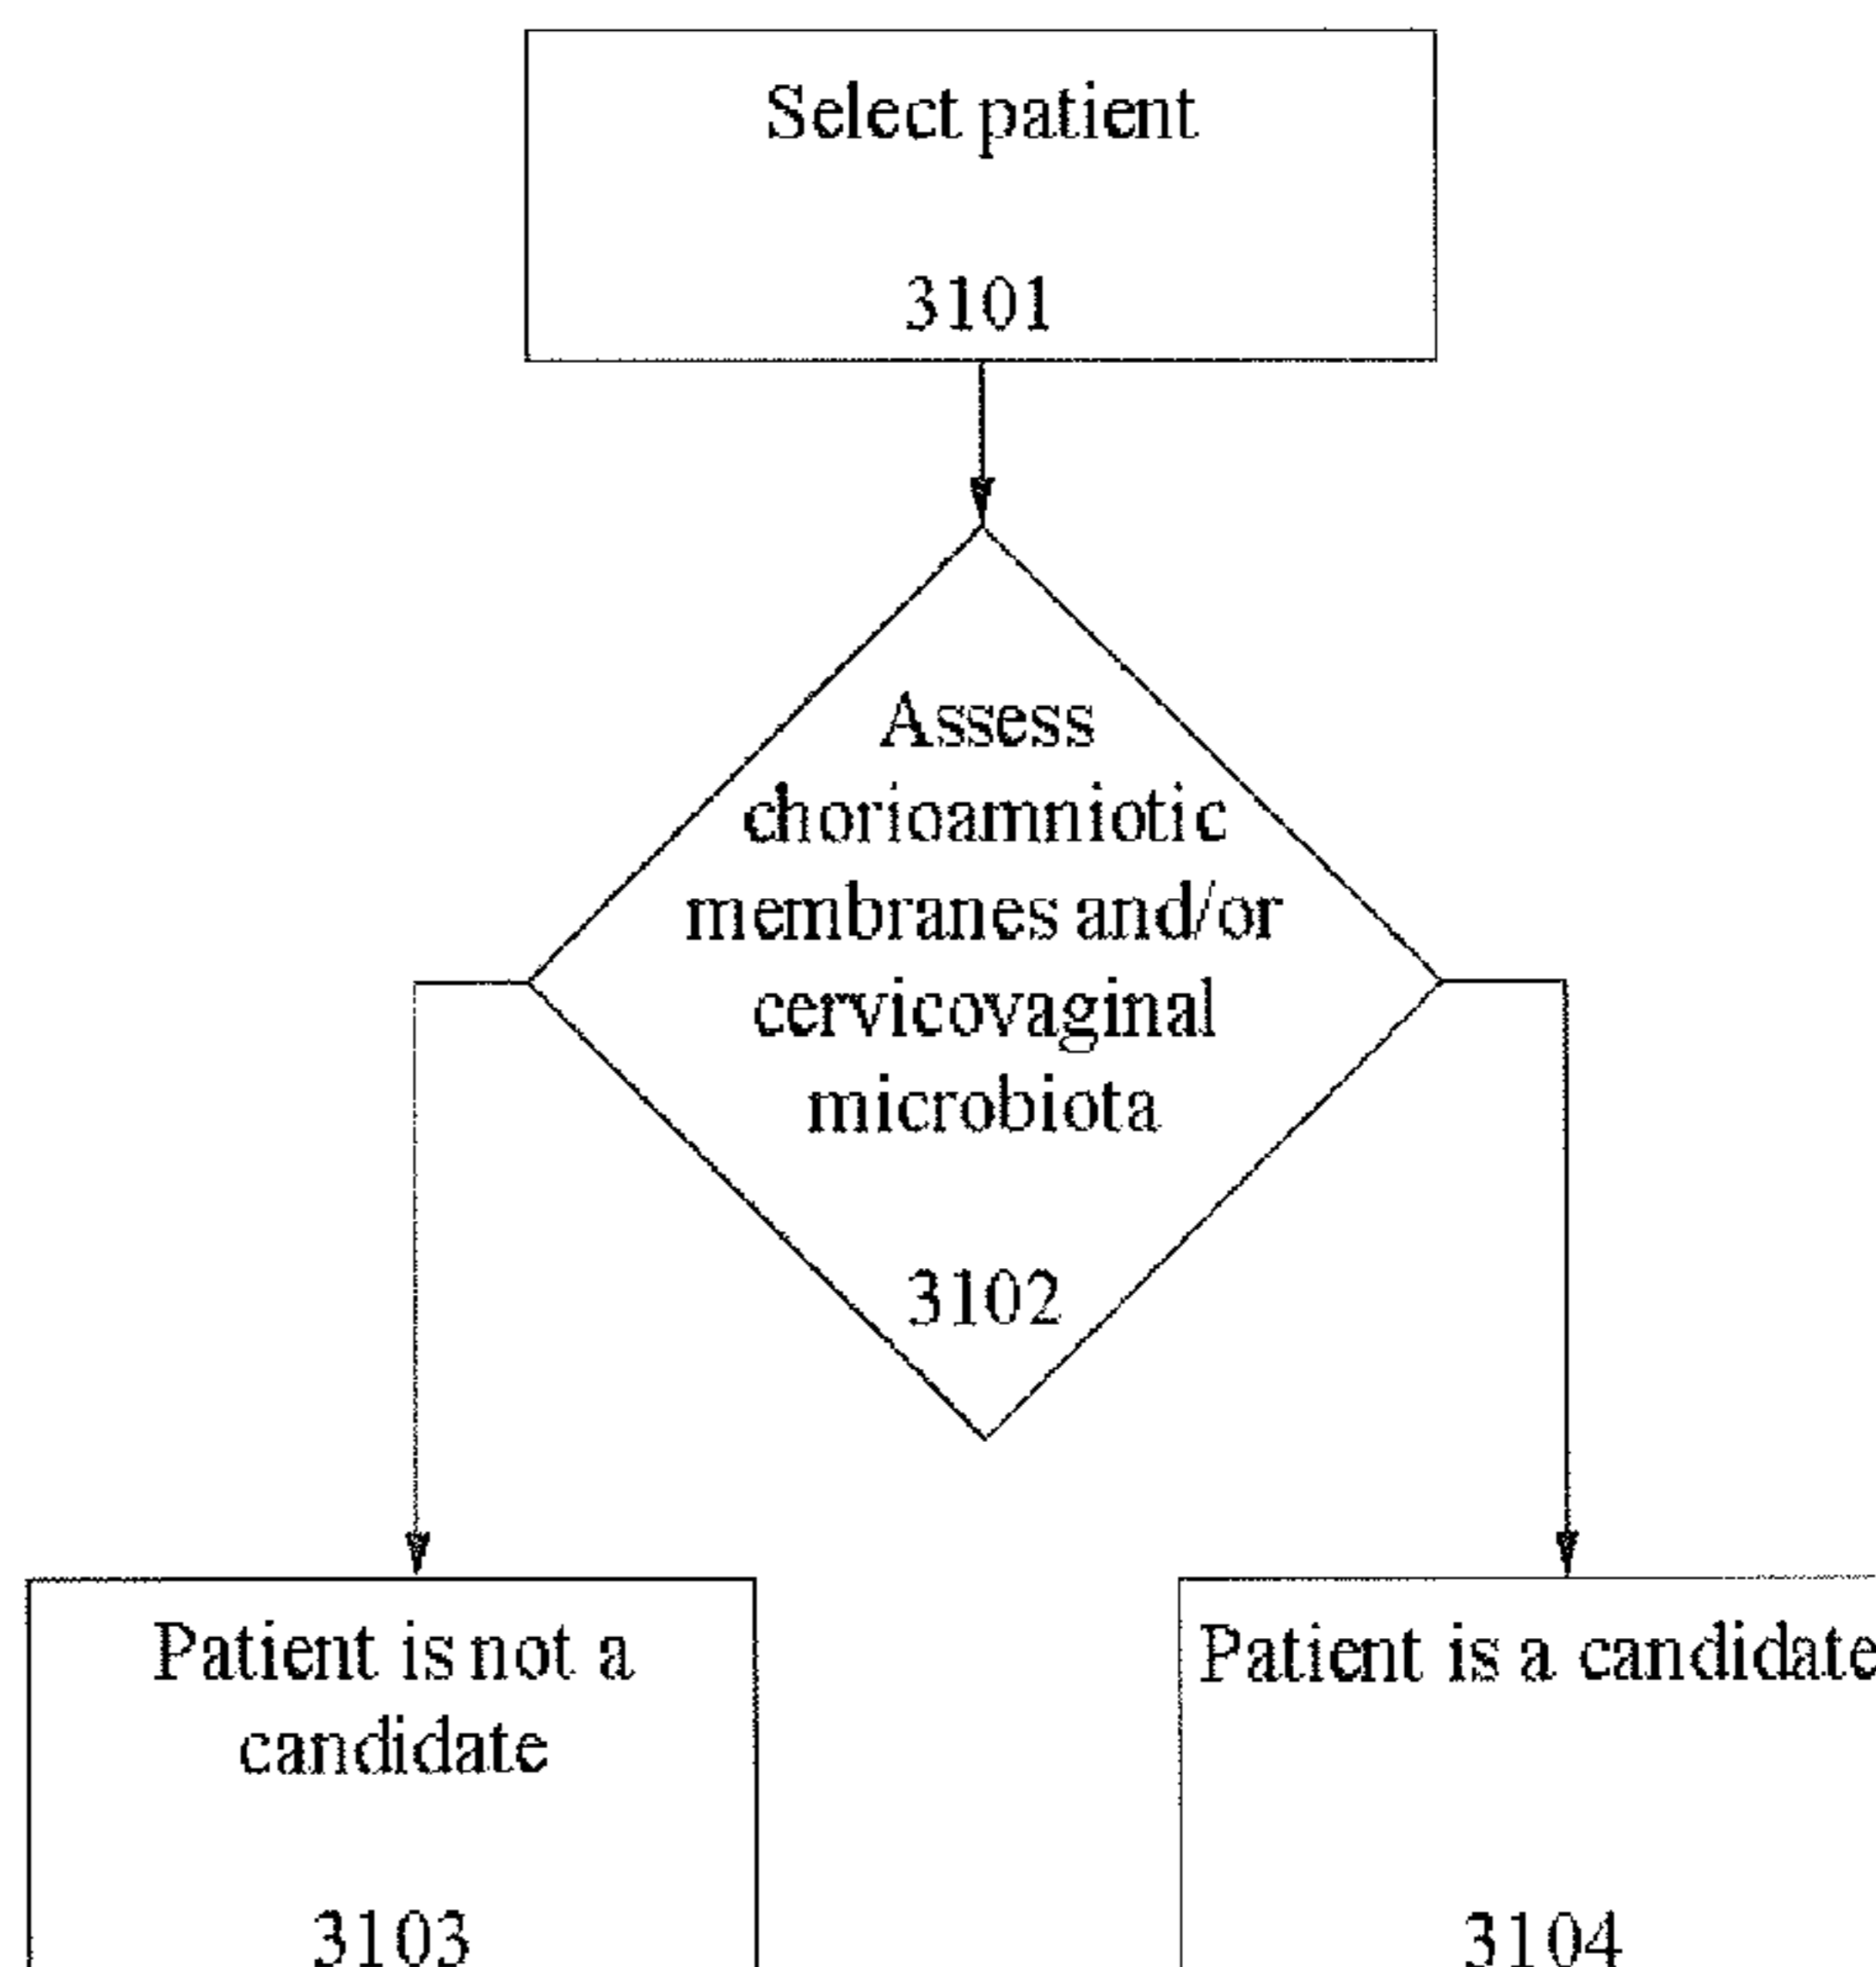 Select patient
3101
Assess
chorioamniotic
membranes and/or
cervicovaginal
microbiota
3102
Patient is not a
candidate
3103
Patient is a candidate
3104